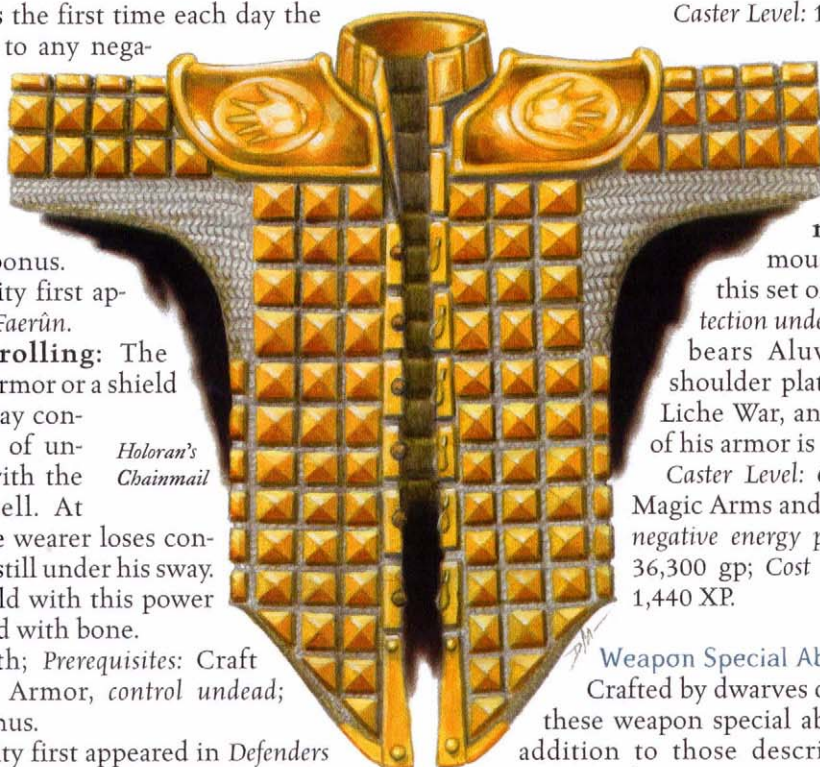 s the first time each day the
to any nega-
bonus.
ity first ap-
Faerûn.
rolling: The
rmor or a shield
ay con-
of un-
with the
ell. At
e wearer loses con-
still under his sway.
ld with this power
d with bone.
th; Prerequisites: Craft
Armor, control undead;
nus.
ity first appeared in Defenders
Holoran's
Chainmail
Caster Level: 1
mou
this set o
tection unde
bears Aluv
shoulder plat
Liche War, an
of his armor is
Caster Level:
Magic Arms and
negative energy p
36,300 gp; Cost
1,440 XP.
Weapon Special Ab
Crafted by dwarves
these weapon special ab
addition to those descri